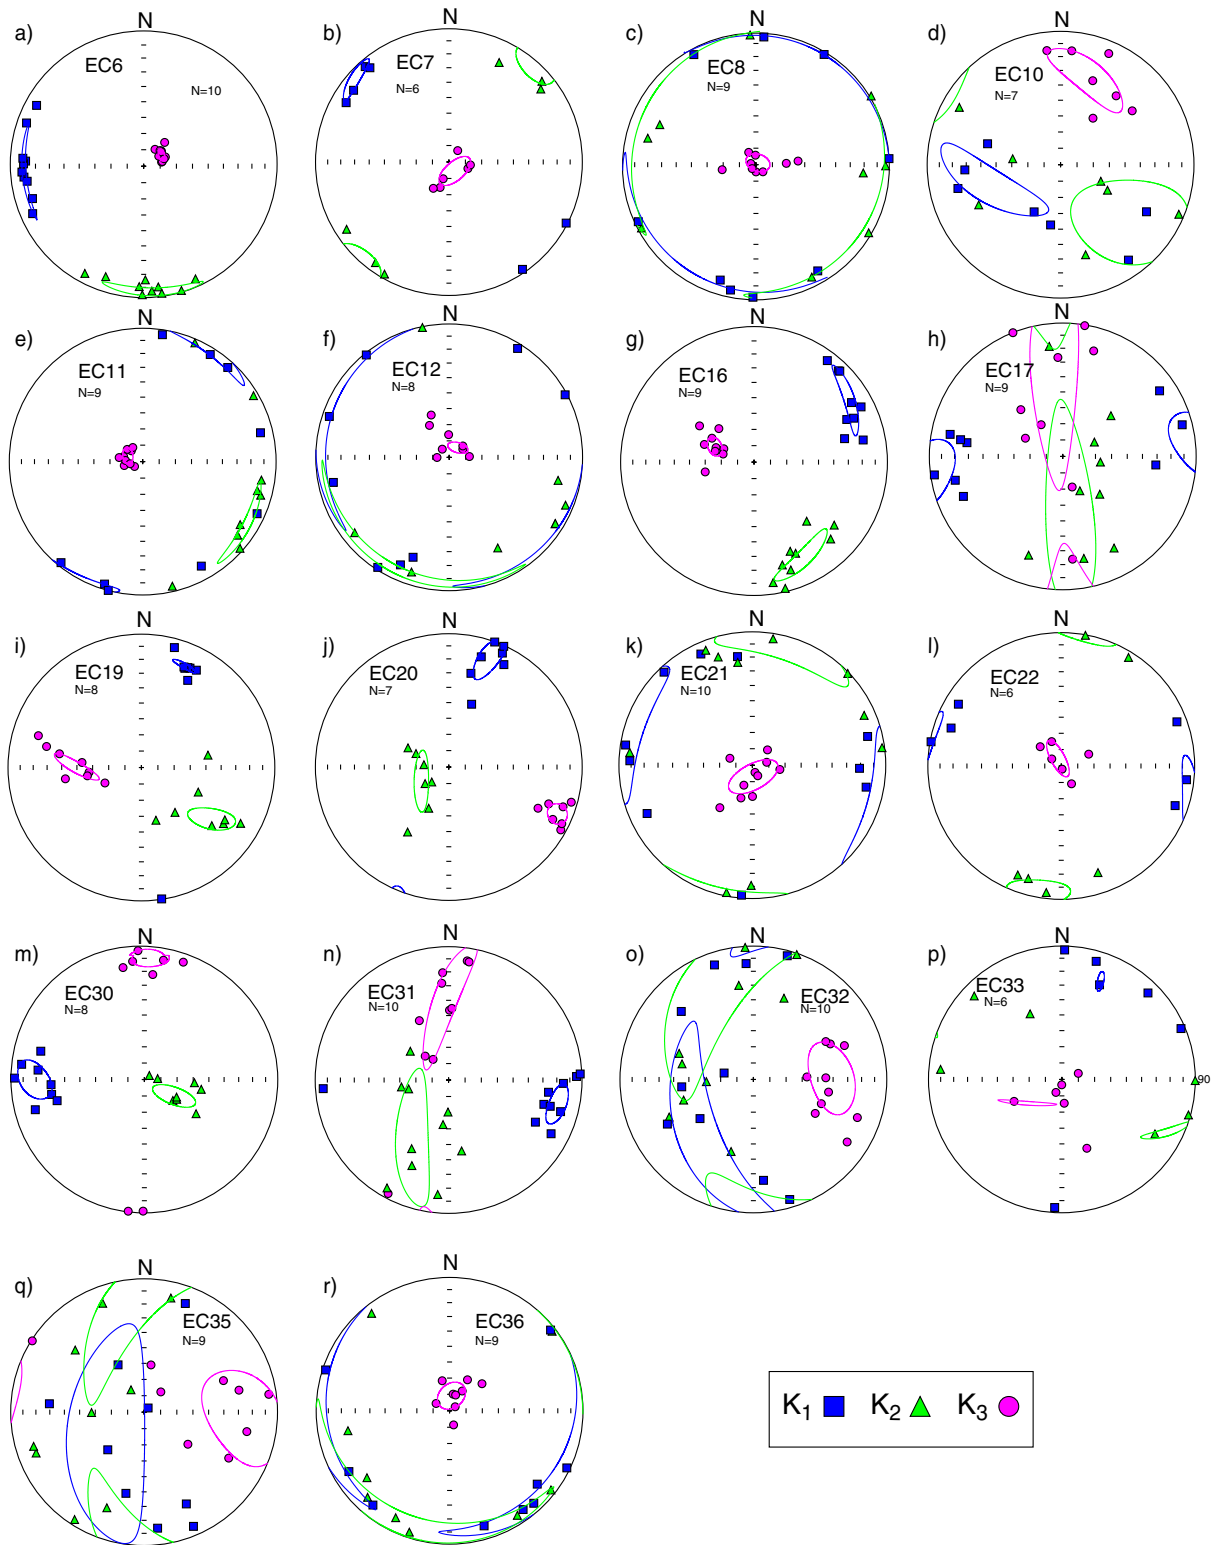 a) N EC6 N=10
b) N EC7 N=6
c) N EC8 N=9
d) N EC10 N=7
e) N EC11 N=9
f) N EC12 N=8
g) N EC16 N=9
h) N EC17 N=9
i) N EC19 N=8
j) N EC20 N=7
k) N EC21 N=10
l) N EC22 N=6
m) N EC30 N=8
n) N EC31 N=10
o) N EC32 N=10
p) N EC33 N=6 90
q) N EC35 N=9
r) N EC36 N=9
K1 K2 K3